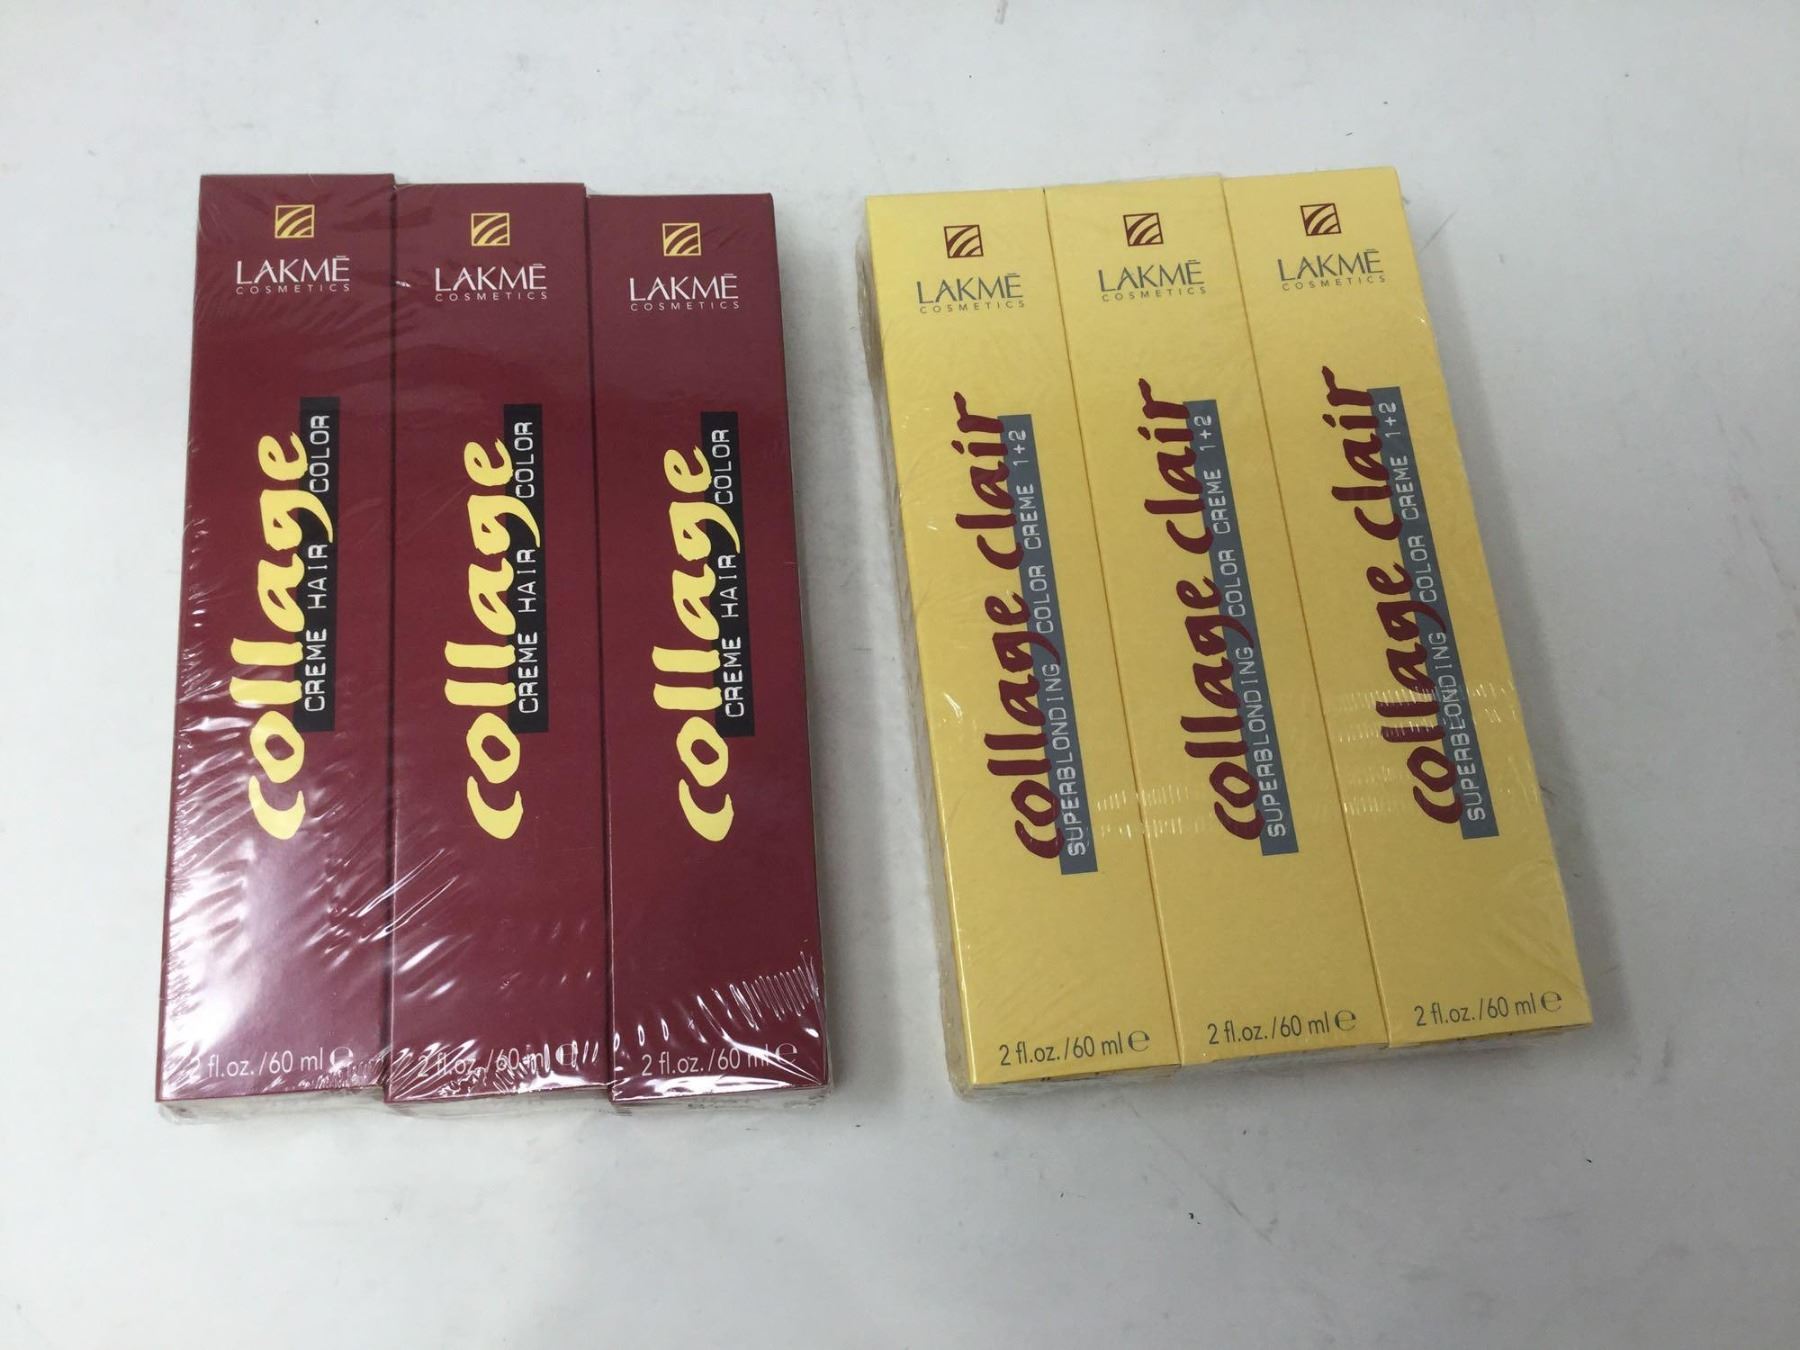 LAKMĒ
COSMETICS
collage
CREME HAIR COLOR
2 fl.oz./60 ml ℮
LAKMĒ
COSMETICS
collage
CREME HAIR COLOR
2 fl.oz./60 ml ℮
LAKMĒ
COSMETICS
collage
CREME HAIR COLOR
2 fl.oz./60 ml ℮
LAKMĒ
COSMETICS
collage clair
SUPERBLONDING COLOR CREME 1+2
2 fl.oz./60 ml ℮
LAKMĒ
COSMETICS
collage clair
SUPERBLONDING COLOR CREME 1+2
2 fl.oz./60 ml ℮
LAKMĒ
COSMETICS
collage clair
SUPERBLONDING COLOR CREME 1+2
2 fl.oz./60 ml ℮